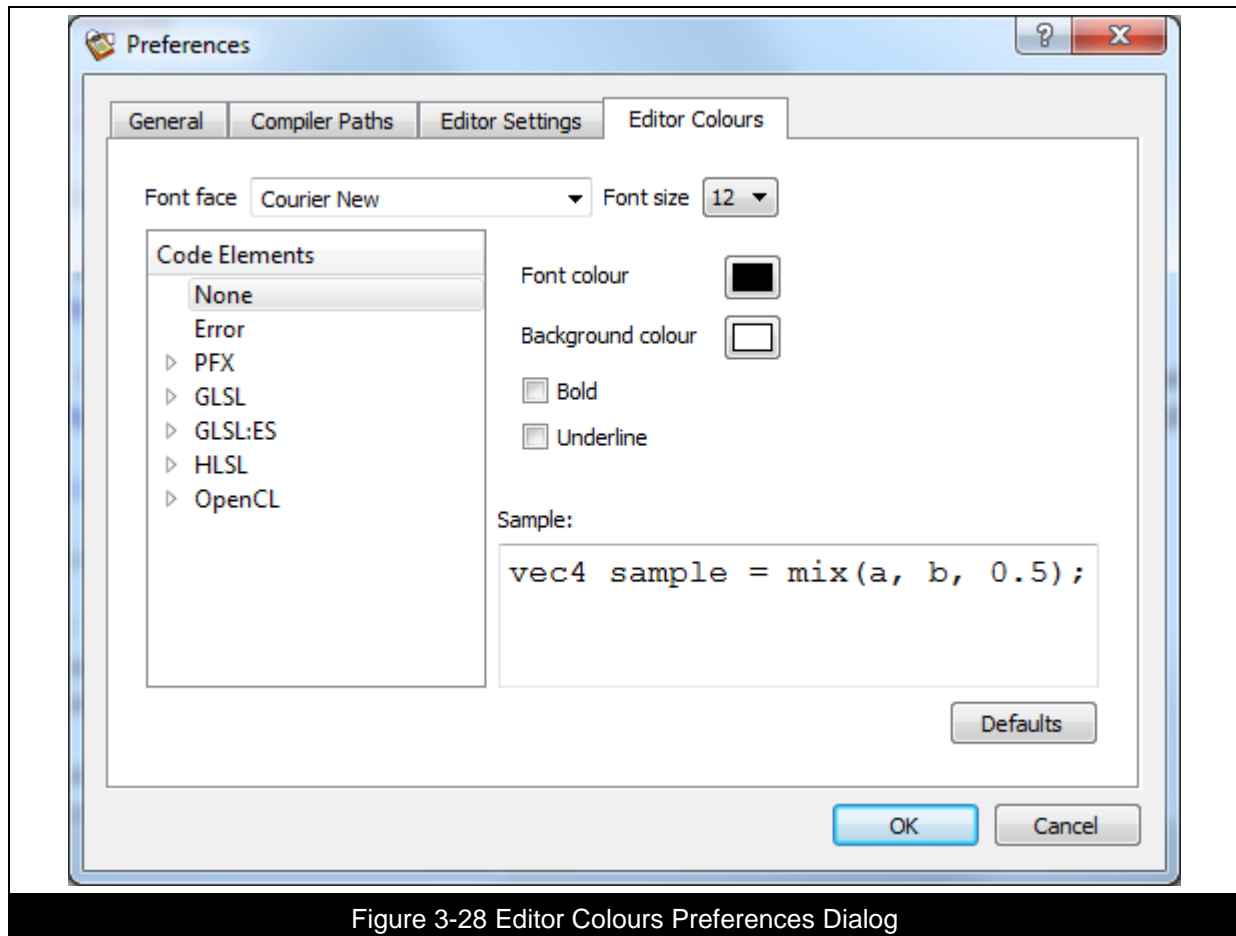 Preferences
General Compiler Paths Editor Settings Editor Colours
Font face Courier New Font size 12
Code Elements
None
Error
PFX
GLSL
GLSL:ES
HLSL
OpenCL
Font colour
Background colour
Bold
Underline
Sample:
vec4 sample = mix(a, b, 0.5);
Defaults
OK Cancel
Figure 3-28 Editor Colours Preferences Dialog